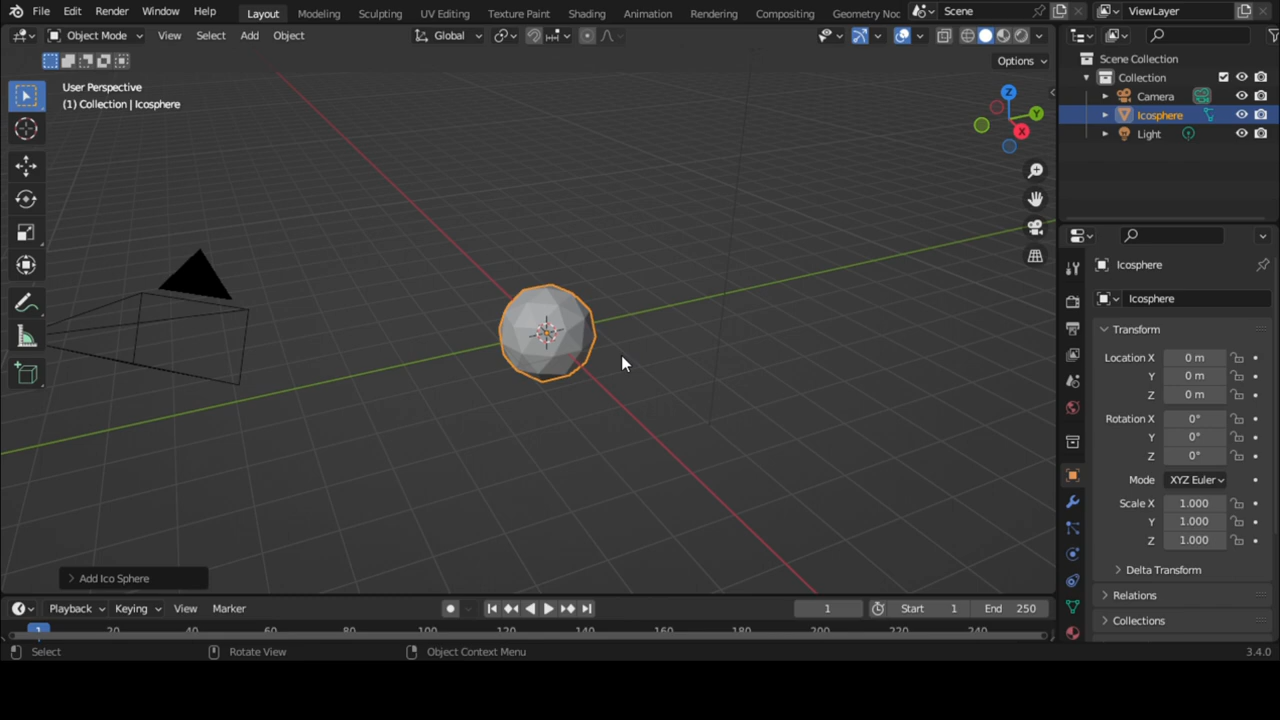 File Edit Render Window Help Layout Modeling Sculpting UV Editing Texture Paint Shading Animation Rendering Compositing Geometry Noc Scene ViewLayer
Object Mode View Select Add Object Global
Options
User Perspective
(1) Collection | Icosphere
Z
Y
X
Add Ico Sphere
Scene Collection
Collection
Camera
Icosphere
Light
Icosphere
Icosphere
Transform
Location X 0 m
Y 0 m
Z 0 m
Rotation X 0°
Y 0°
Z 0°
Mode XYZ Euler
Scale X 1.000
Y 1.000
Z 1.000
Delta Transform
Relations
Collections
Playback Keying View Marker 1 Start 1 End 250
1 20 40 60 80 100 120 140 160 180 200 220 240
Select Rotate View Object Context Menu 3.4.0